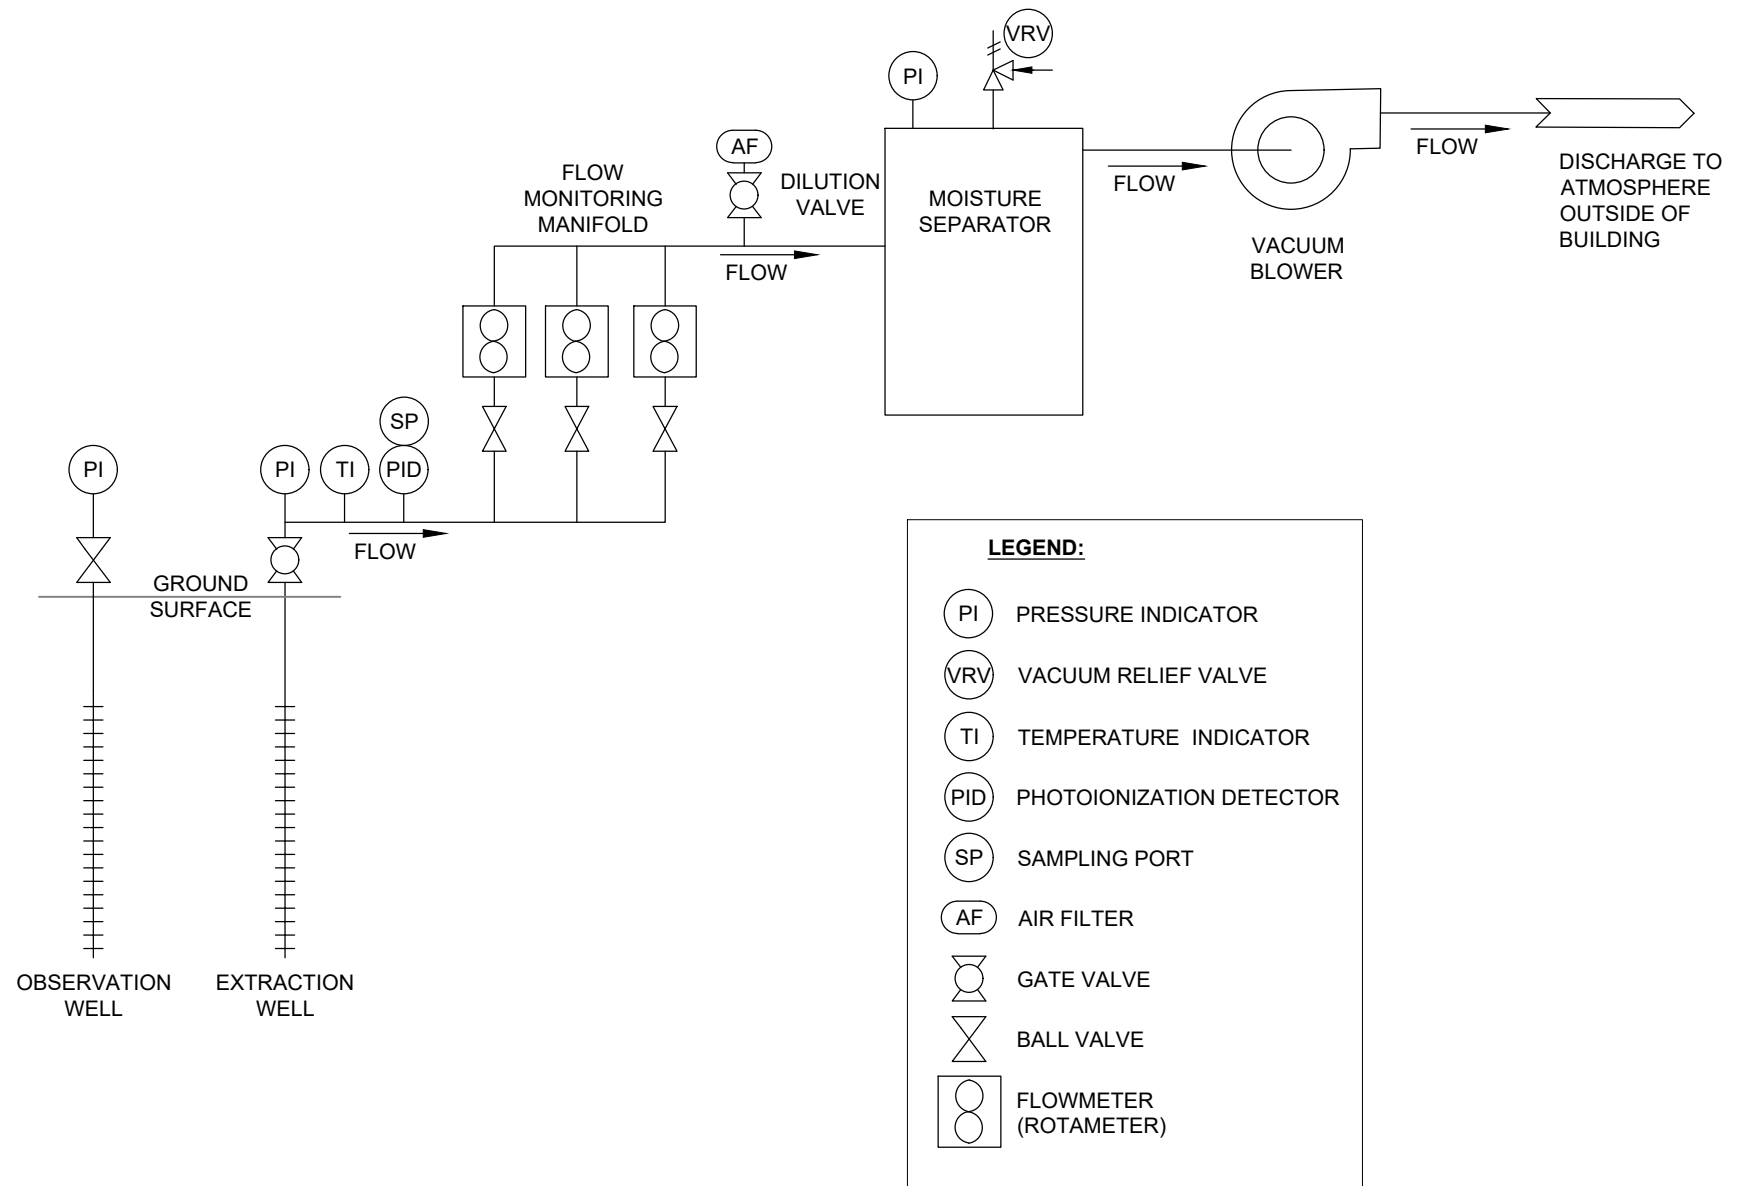 VRV
PI
AF
FLOW
MONITORING
MANIFOLD
DILUTION
VALVE
FLOW
MOISTURE
SEPARATOR
FLOW
VACUUM
BLOWER
FLOW
DISCHARGE TO
ATMOSPHERE
OUTSIDE OF
BUILDING
SP
PI
PI
TI
PID
FLOW
GROUND
SURFACE
OBSERVATION
WELL
EXTRACTION
WELL
LEGEND:
PI PRESSURE INDICATOR
VRV VACUUM RELIEF VALVE
TI TEMPERATURE INDICATOR
PID PHOTOIONIZATION DETECTOR
SP SAMPLING PORT
AF AIR FILTER
GATE VALVE
BALL VALVE
FLOWMETER
(ROTAMETER)